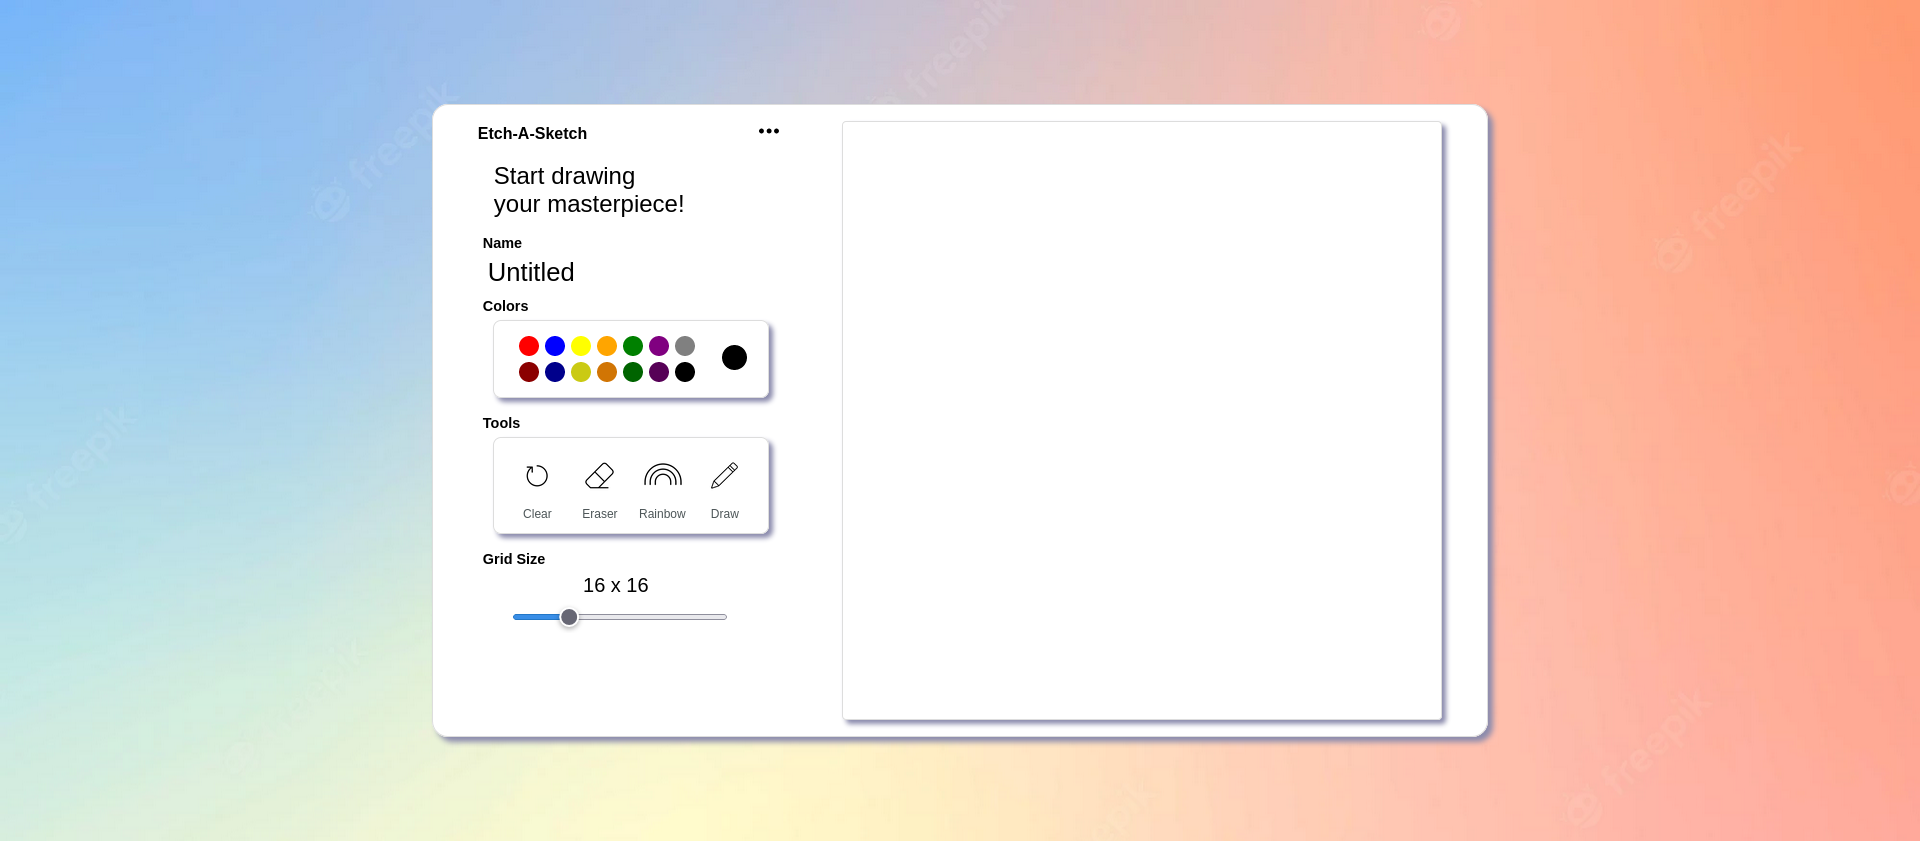 Etch-A-Sketch
Start drawing
your masterpiece!
Name
Untitled
Colors
Tools
Clear
Eraser
Rainbow
Draw
Grid Size
16 x 16
freepik
freepik
freepik
freepik
freepik